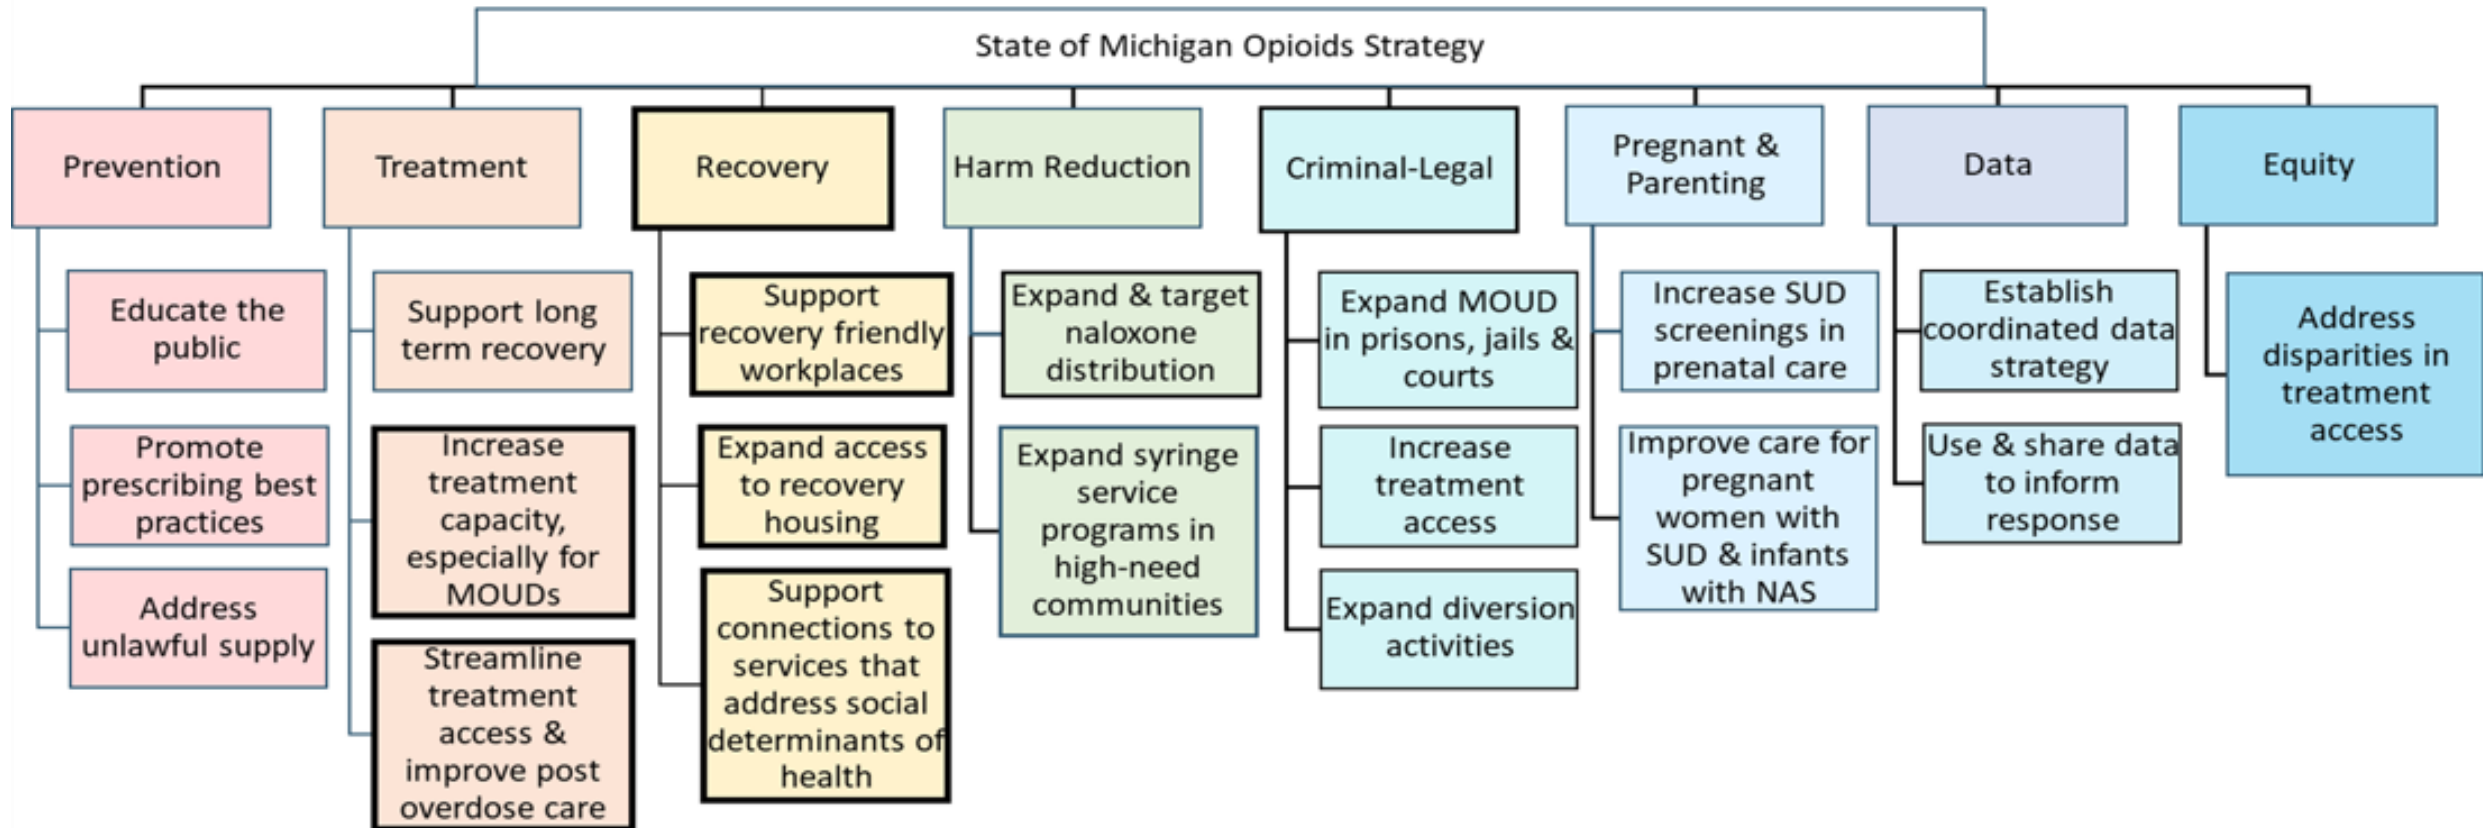 State of Michigan Opioids Strategy
Prevention
Educate the
public
Promote
prescribing best
practices
Address
unlawful supply
Treatment
Support long
term recovery
Increase
treatment
capacity,
especially for
MOUDs
Streamline
treatment
access &
improve post
overdose care
Recovery
Support
recovery friendly
workplaces
Expand access
to recovery
housing
Support
connections to
services that
address social
determinants of
health
Harm Reduction
Expand & target
naloxone
distribution
Expand syringe
service
programs in
high-need
communities
Criminal-Legal
Expand MOUD
in prisons, jails &
courts
Increase
treatment
access
Expand diversion
activities
Pregnant &
Parenting
Increase SUD
screenings in
prenatal care
Improve care for
pregnant
women with
SUD & infants
with NAS
Data
Establish
coordinated data
strategy
Use & share data
to inform
response
Equity
Address
disparities in
treatment
access